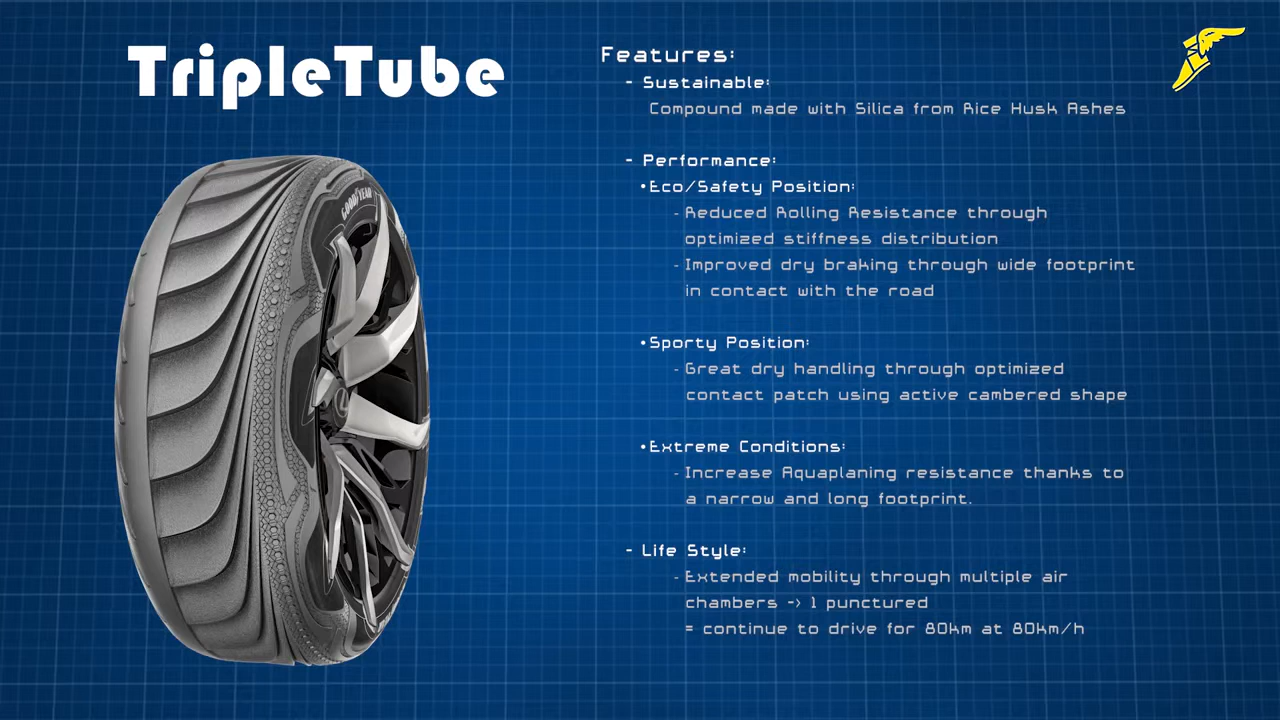 TripleTube
GOODYEAR
Features:
- Sustainable:
Compound made with Silica from Rice Husk Ashes
- Performance:
•Eco/Safety Position:
- Reduced Rolling Resistance through
optimized stiffness distribution
- Improved dry braking through wide footprint
in contact with the road
•Sporty Position:
- Great dry handling through optimized
contact patch using active cambered shape
•Extreme Conditions:
- Increase Aquaplaning resistance thanks to
a narrow and long footprint.
- Life Style:
- Extended mobility through multiple air
chambers -> 1 punctured
= continue to drive for 80km at 80km/h